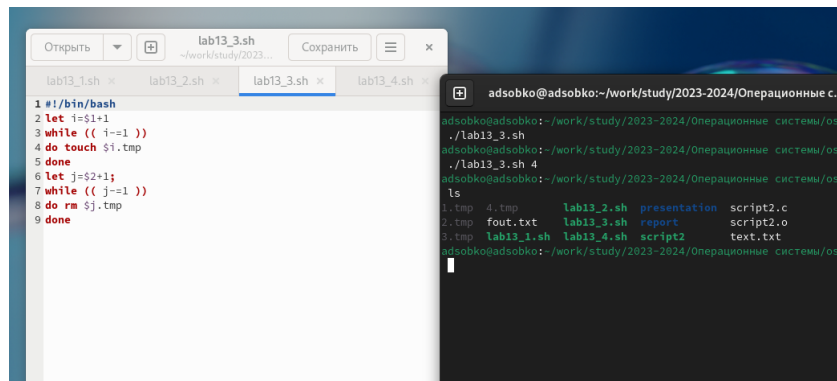 Открыть
lab13_3.sh
~/work/study/2023...
Сохранить
lab13_1.sh
lab13_2.sh
lab13_3.sh
lab13_4.sh
1 #!/bin/bash
2 let i=$1+1
3 while (( i-=1 ))
4 do touch $i.tmp
5 done
6 let j=$2+1;
7 while (( j-=1 ))
8 do rm $j.tmp
9 done
adsobko@adsobko:~/work/study/2023-2024/Операционные с.
adsobko@adsobko:~/work/study/2023-2024/Операционные системы/os
./lab13_3.sh
adsobko@adsobko:~/work/study/2023-2024/Операционные системы/os
./lab13_3.sh 4
adsobko@adsobko:~/work/study/2023-2024/Операционные системы/os
ls
1.tmp 4.tmp lab13_2.sh presentation script2.c
2.tmp fout.txt lab13_3.sh report script2.o
3.tmp lab13_1.sh lab13_4.sh script2 text.txt
adsobko@adsobko:~/work/study/2023-2024/Операционные системы/os